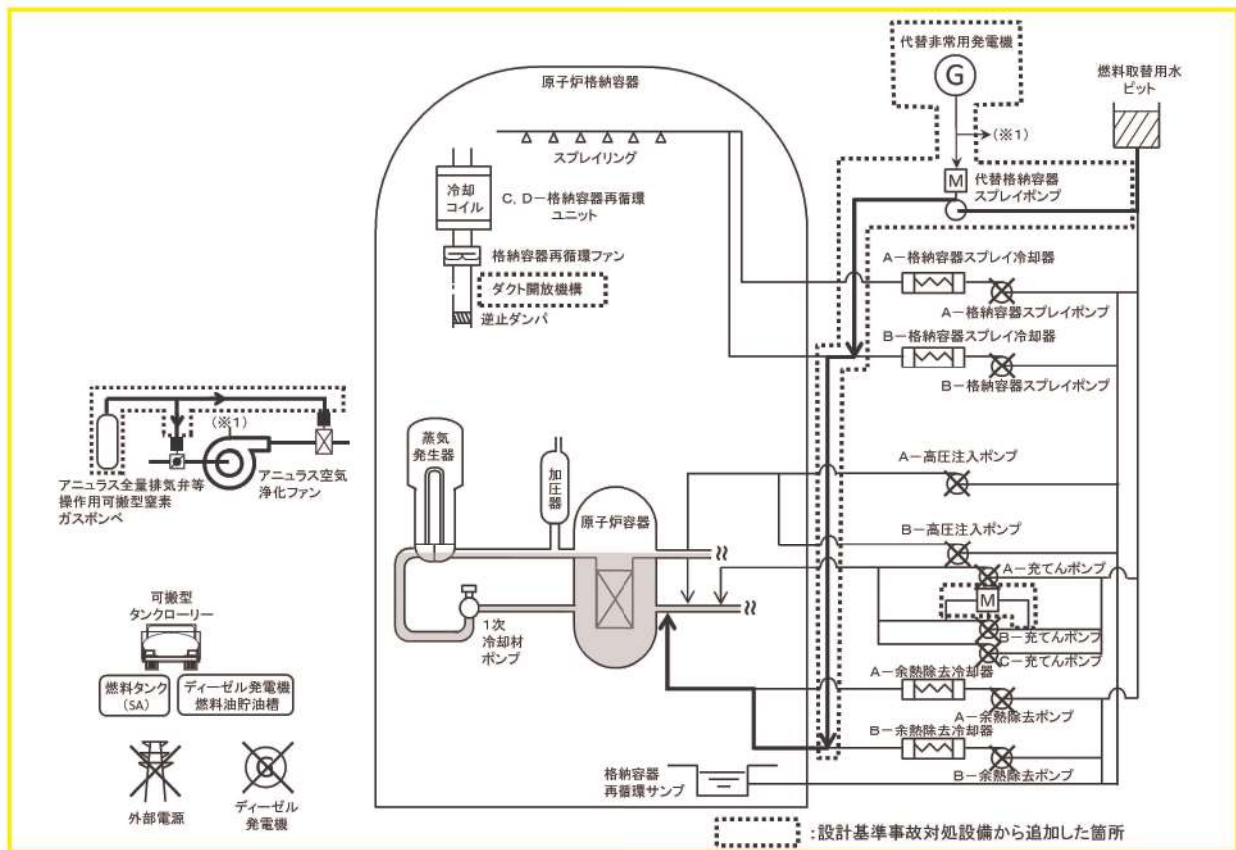 代替非常用発電機
G
(※1)
燃料取替用水
ピット
原子炉格納容器
スプレイリング
M
代替格納容器
スプレイポンプ
冷却
コイル
C,D-格納容器再循環
ユニット
格納容器再循環ファン
ダクト開放機構
逆止ダンパ
A-格納容器スプレイ冷却器
A-格納容器スプレイポンプ
B-格納容器スプレイ冷却器
B-格納容器スプレイポンプ
(※1)
アニュラス全量排気弁等
操作用可搬型窒素
ガスボンベ
アニュラス空気
浄化ファン
蒸気
発生器
加圧器
原子炉容器
1次
冷却材
ポンプ
A-高圧注入ポンプ
B-高圧注入ポンプ
A-充てんポンプ
M
B-充てんポンプ
C-充てんポンプ
A-余熱除去冷却器
A-余熱除去ポンプ
B-余熱除去冷却器
B-余熱除去ポンプ
可搬型
タンクローリー
燃料タンク
(SA)
ディーゼル発電機
燃料油貯油槽
外部電源
G
ディーゼル
発電機
格納容器
再循環サンプ
:設計基準事故対処設備から追加した箇所